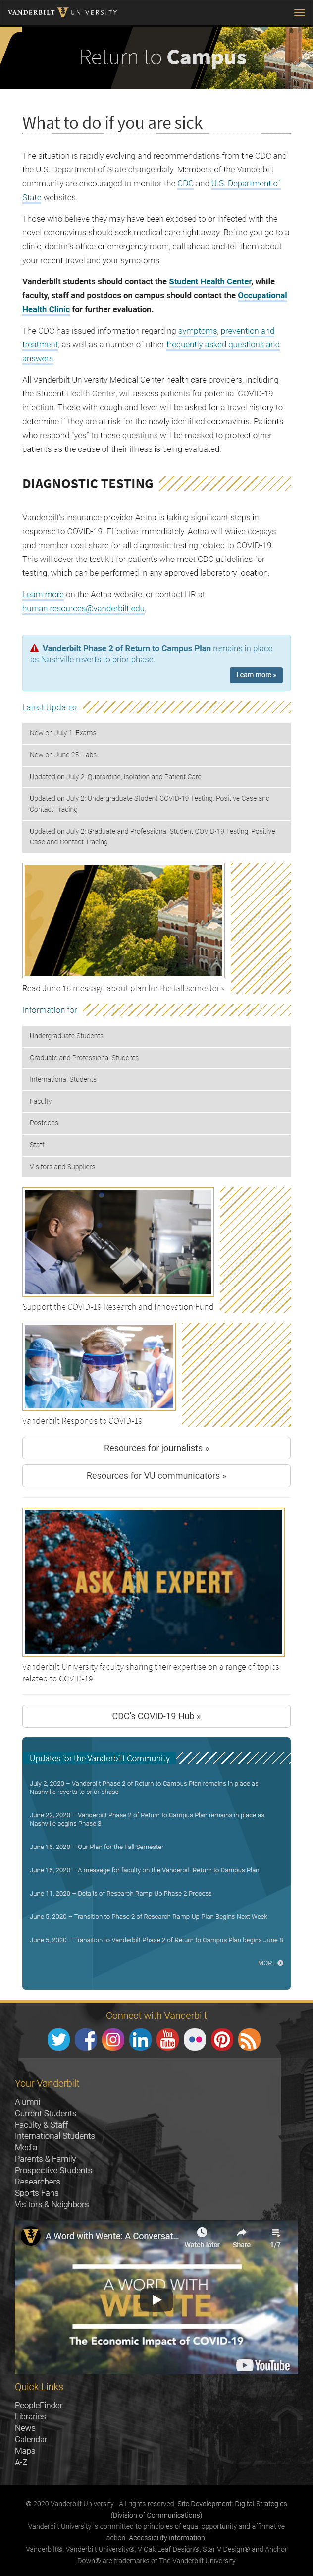 VANDERBILT V UNIVERSITY
Return to Campus
What to do if you are sick
The situation is rapidly evolving and recommendations from the CDC and
the U.S. Department of State change daily. Members of the Vanderbilt
community are encouraged to monitor the CDC and U.S. Department of
State websites.
Those who believe they may have been exposed to or infected with the
novel coronavirus should seek medical care right away. Before you go to a
clinic, doctor's office or emergency room, call ahead and tell them about
your recent travel and your symptoms.
Vanderbilt students should contact the Student Health Center, while
faculty, staff and postdocs on campus should contact the Occupational
Health Clinic for further evaluation.
The CDC has issued information regarding symptoms, prevention and
treatment, as well as a number of other frequently asked questions and
answers.
All Vanderbilt University Medical Center health care providers, including
the Student Health Center, will assess patients for potential COVID-19
infection. Those with cough and fever will be asked for a travel history to
determine if they are at risk for the newly identified coronavirus. Patients
who respond "yes" to these questions will be masked to protect other
patients as the cause of their illness is being evaluated.
DIAGNOSTIC TESTING
Vanderbilt's insurance provider Aetna is taking significant steps in
response to COVID-19. Effective immediately, Aetna will waive co-pays
and member cost share for all diagnostic testing related to COVID-19.
This will cover the test kit for patients who meet CDC guidelines for
testing, which can be performed in any approved laboratory location.
Learn more on the Aetna website, or contact HR at
human.resources@vanderbilt.edu.
Vanderbilt Phase 2 of Return to Campus Plan remains in place
as Nashville reverts to prior phase.
Learn more »
Latest Updates
New on July 1: Exams
New on June 25: Labs
Updated on July 2: Quarantine, Isolation and Patient Care
Updated on July 2: Undergraduate Student COVID-19 Testing, Positive Case and
Contact Tracing
Updated on July 2: Graduate and Professional Student COVID-19 Testing, Positive
Case and Contact Tracing
Read June 16 message about plan for the fall semester »
Information for
Undergraduate Students
Graduate and Professional Students
International Students
Faculty
Postdocs
Staff
Visitors and Suppliers
Support the COVID-19 Research and Innovation Fund
Vanderbilt Responds to COVID-19
Resources for journalists »
Resources for VU communicators »
ASK AN EXPERT
Vanderbilt University faculty sharing their expertise on a range of topics
related to COVID-19
CDC's COVID-19 Hub »
Updates for the Vanderbilt Community
July 2, 2020 – Vanderbilt Phase 2 of Return to Campus Plan remains in place as
Nashville reverts to prior phase
June 22, 2020 – Vanderbilt Phase 2 of Return to Campus Plan remains in place as
Nashville begins Phase 3
June 16, 2020 – Our Plan for the Fall Semester
June 16, 2020 – A message for faculty on the Vanderbilt Return to Campus Plan
June 11, 2020 – Details of Research Ramp-Up Phase 2 Process
June 5, 2020 – Transition to Phase 2 of Research Ramp-Up Plan Begins Next Week
June 5, 2020 – Transition to Vanderbilt Phase 2 of Return to Campus Plan begins June 8
MORE
Connect with Vanderbilt
You Tube
Your Vanderbilt
Alumni
Current Students
Faculty & Staff
International Students
Media
Parents & Family
Prospective Students
Researchers
Sports Fans
Visitors & Neighbors
A Word with Wente: A Conversat...
Watch later
Share
1/7
A WORD WITH
WENTE
The Economic Impact of COVID-19
YouTube
Quick Links
PeopleFinder
Libraries
News
Calendar
Maps
A-Z
© 2020 Vanderbilt University · All rights reserved. Site Development: Digital Strategies
(Division of Communications)
Vanderbilt University is committed to principles of equal opportunity and affirmative
action. Accessibility information.
Vanderbilt®, Vanderbilt University®, V Oak Leaf Design®, Star V Design® and Anchor
Down® are trademarks of The Vanderbilt University